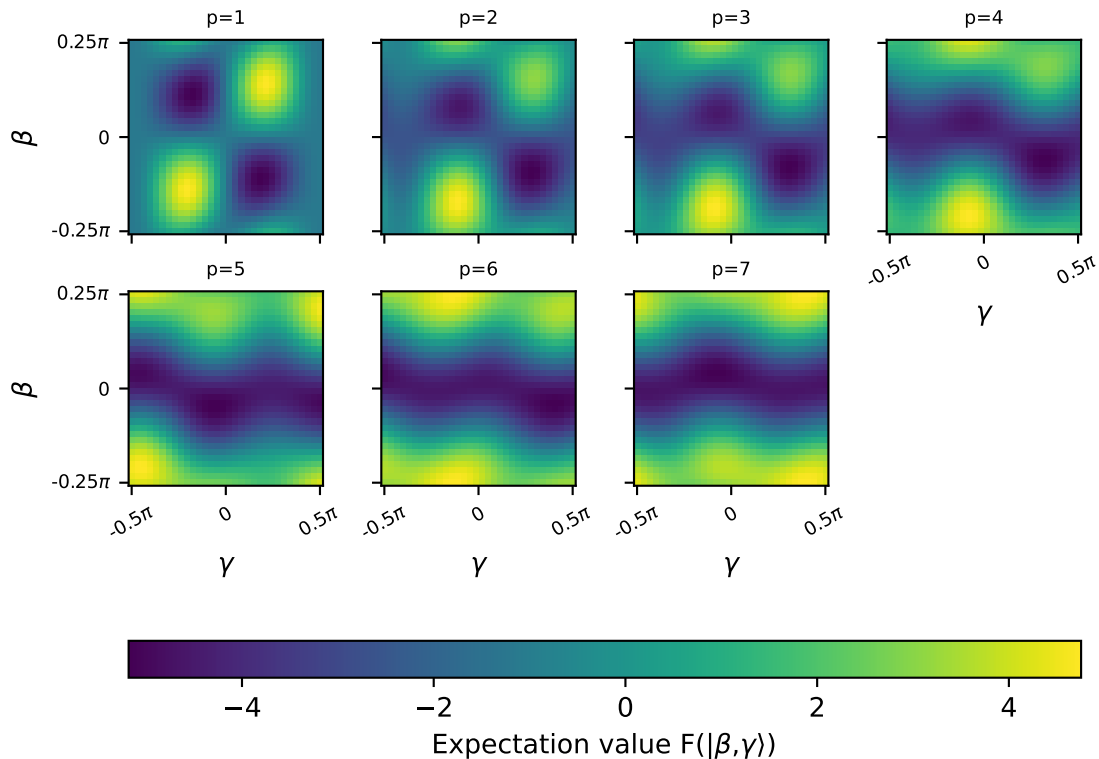 p=1
p=2
p=3
p=4
0.25π
β
0
-0.25π
-0.5π
0
0.5π
γ
p=5
p=6
p=7
0.25π
β
0
-0.25π
-0.5π
0
0.5π
-0.5π
0
0.5π
-0.5π
0
0.5π
γ
γ
γ
−4
−2
0
2
4
Expectation value F(|β,γ⟩)